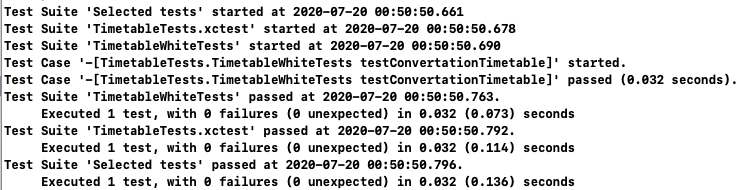 Test Suite 'Selected tests' started at 2020-07-20 00:50:50.661
Test Suite 'TimetableTests.xctest' started at 2020-07-20 00:50:50.678
Test Suite 'TimetableWhiteTests' started at 2020-07-20 00:50:50.690
Test Case '-[TimetableTests.TimetableWhiteTests testConvertationTimetable]' started.
Test Case '-[TimetableTests.TimetableWhiteTests testConvertationTimetable]' passed (0.032 seconds).
Test Suite 'TimetableWhiteTests' passed at 2020-07-20 00:50:50.763.
Executed 1 test, with 0 failures (0 unexpected) in 0.032 (0.073) seconds
Test Suite 'TimetableTests.xctest' passed at 2020-07-20 00:50:50.792.
Executed 1 test, with 0 failures (0 unexpected) in 0.032 (0.114) seconds
Test Suite 'Selected tests' passed at 2020-07-20 00:50:50.796.
Executed 1 test, with 0 failures (0 unexpected) in 0.032 (0.136) seconds